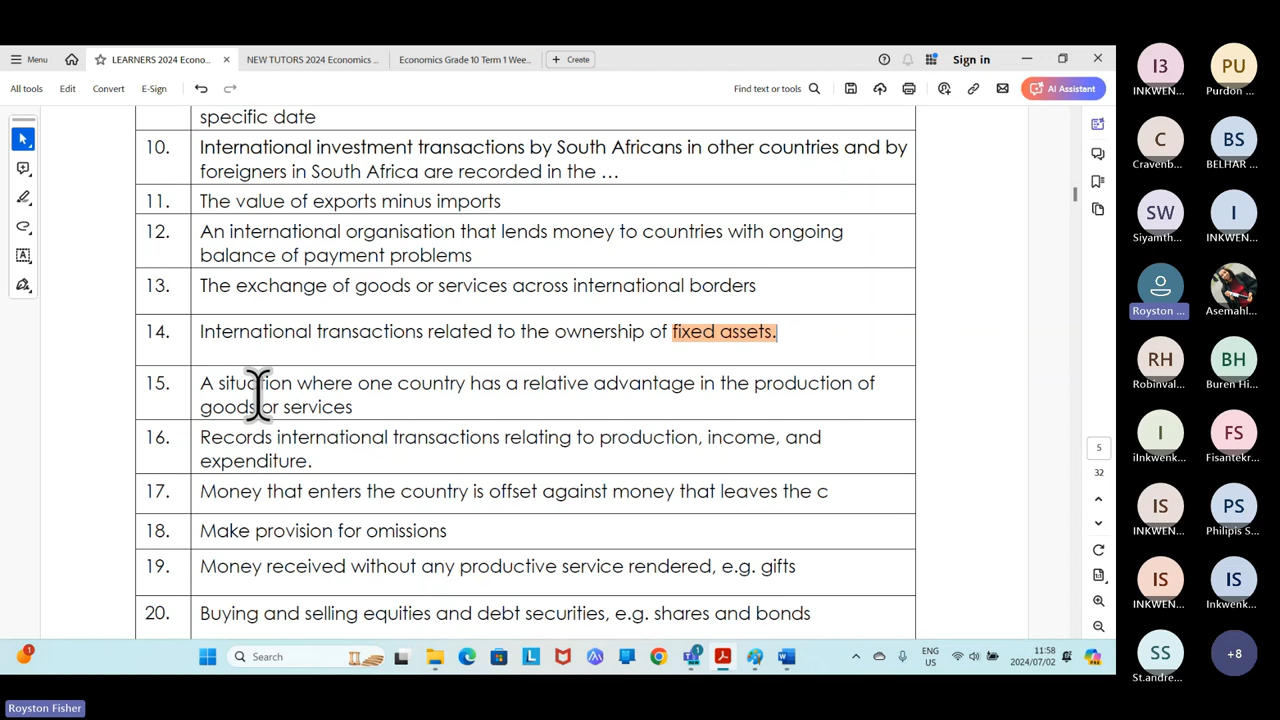 Menu
LEARNERS 2024 Econo...
NEW TUTORS 2024 Economics ...
Economics Grade 10 Term 1 Wee...
Create
Sign in
All tools
Edit
Convert
E-Sign
Find text or tools
AI Assistant
specific date
10. International investment transactions by South Africans in other countries and by
foreigners in South Africa are recorded in the …
11. The value of exports minus imports
12. An international organisation that lends money to countries with ongoing
balance of payment problems
13. The exchange of goods or services across international borders
14. International transactions related to the ownership of fixed assets.
15. A situation where one country has a relative advantage in the production of
goods or services
16. Records international transactions relating to production, income, and
expenditure.
17. Money that enters the country is offset against money that leaves the c
18. Make provision for omissions
19. Money received without any productive service rendered, e.g. gifts
20. Buying and selling equities and debt securities, e.g. shares and bonds
5
32
1
Search
1
ENG
US
11:58
2024/07/02
I3
INKWEN...
PU
Purdon ...
C
Cravenb...
BS
BELHAR ...
SW
Siyamth...
I
INKWEN...
Royston ...
Asemahl...
RH
Robinval...
BH
Buren Hi...
I
iInkwenk...
FS
Fisantekr...
IS
INKWEN...
PS
Philipis S...
IS
INKWEN...
IS
Inkwenk...
SS
St.andre...
+8
Royston Fisher